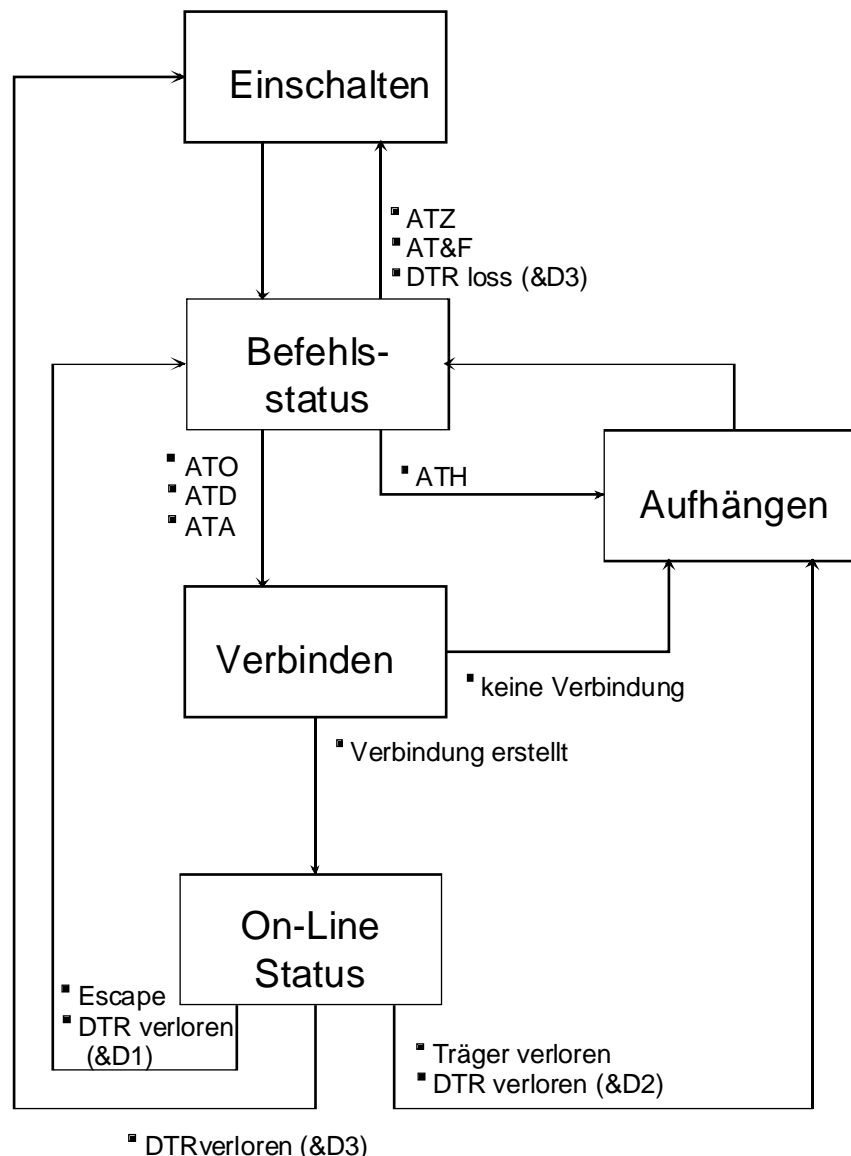 Einschalten
▪ ATZ
▪ AT&F
▪ DTR loss (&D3)
Befehls-
status
▪ ATO
▪ ATD
▪ ATA
▪ ATH
Aufhängen
Verbinden
▪ keine Verbindung
▪ Verbindung erstellt
On-Line
Status
▪ Escape
▪ DTR verloren
(&D1)
▪ Träger verloren
▪ DTR verloren (&D2)
▪ DTRverloren (&D3)